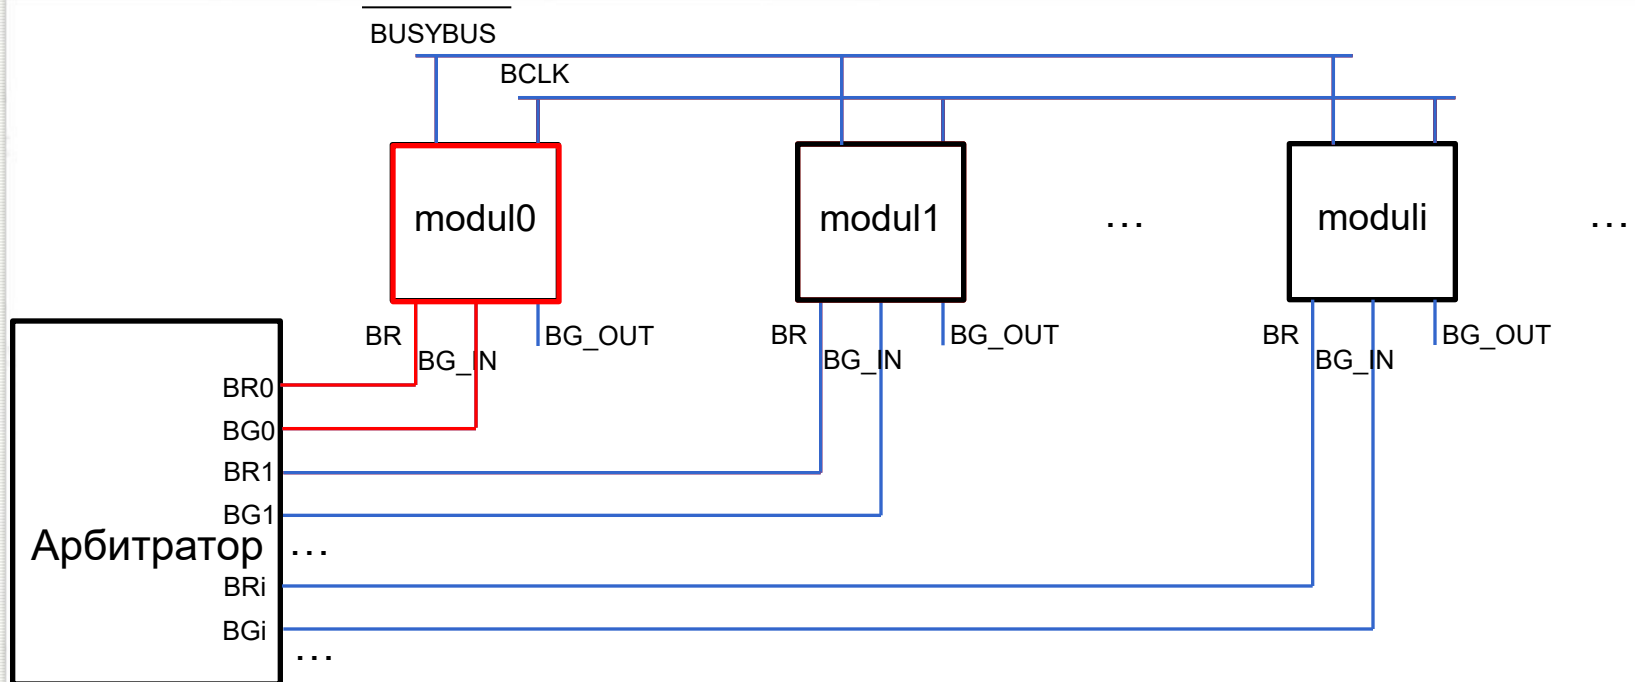 BUSYBUS
BCLK
modul0
modul1
...
moduli
...
BR
BG_IN
BG_OUT
BR
BG_IN
BG_OUT
BR
BG_IN
BG_OUT
BR0
BG0
BR1
BG1
Арбитратор
...
BRi
BGi
...